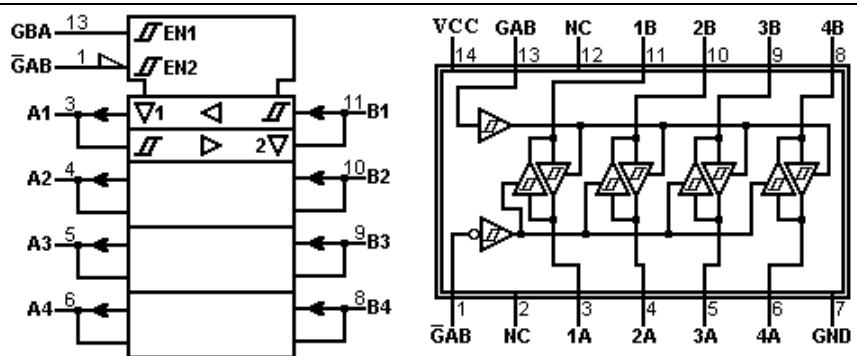 GBA 13 EN1
G̅AB 1 EN2
A1 3 1 11 B1
2
A2 4 10 B2
A3 5 9 B3
A4 6 8 B4
VCC GAB NC 1B 2B 3B 4B
14 13 12 11 10 9 8
1 2 3 4 5 6 7
G̅AB NC 1A 2A 3A 4A GND